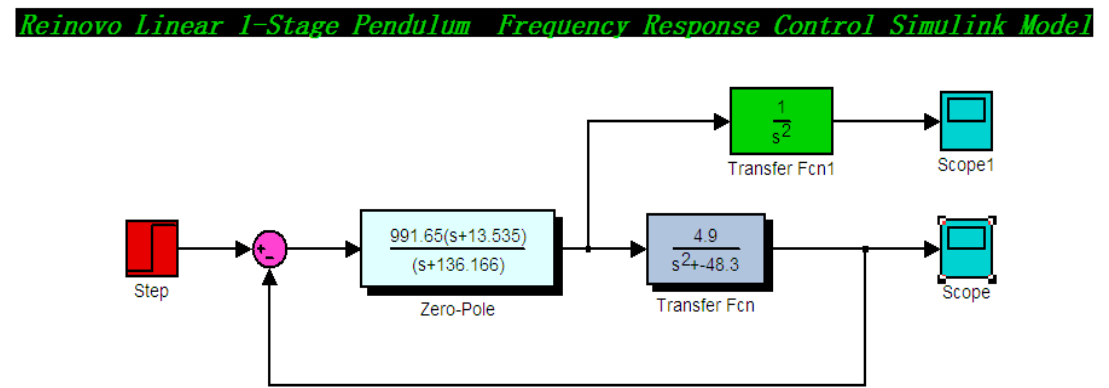 Reinovo Linear 1-Stage Pendulum  Frequency Response Control Simulink Model
1
s2
Transfer Fcn1
Scope1
Step
+
-
991.65(s+13.535)
(s+136.166)
Zero-Pole
4.9
s2+-48.3
Transfer Fcn
Scope